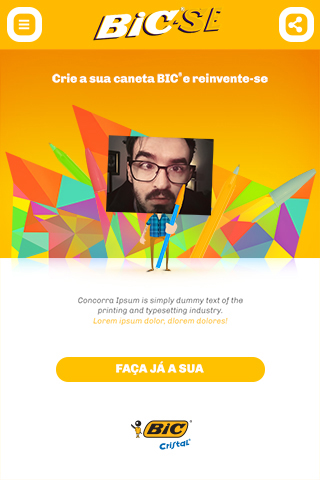 BIC-SE
Crie a sua caneta BIC® e reinvente-se
Concorra Ipsum is simply dummy text of the
printing and typesetting industry.
Lorem ipsum dolor, dlorem dolores!
FAÇA JÁ A SUA
BIC®
Cristal®